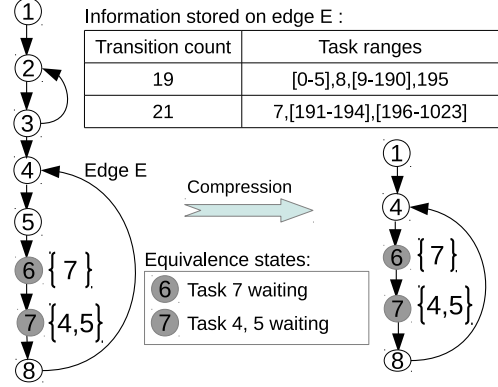 Information stored on edge E :
Transition count Task ranges
19 [0-5],8,[9-190],195
21 7,[191-194],[196-1023]
1
2
3
4 Edge E
5
6 { 7 }
7 {4,5}
8
Compression
Equivalence states:
6 Task 7 waiting
7 Task 4, 5 waiting
1
4
6 { 7 }
7 {4,5}
8